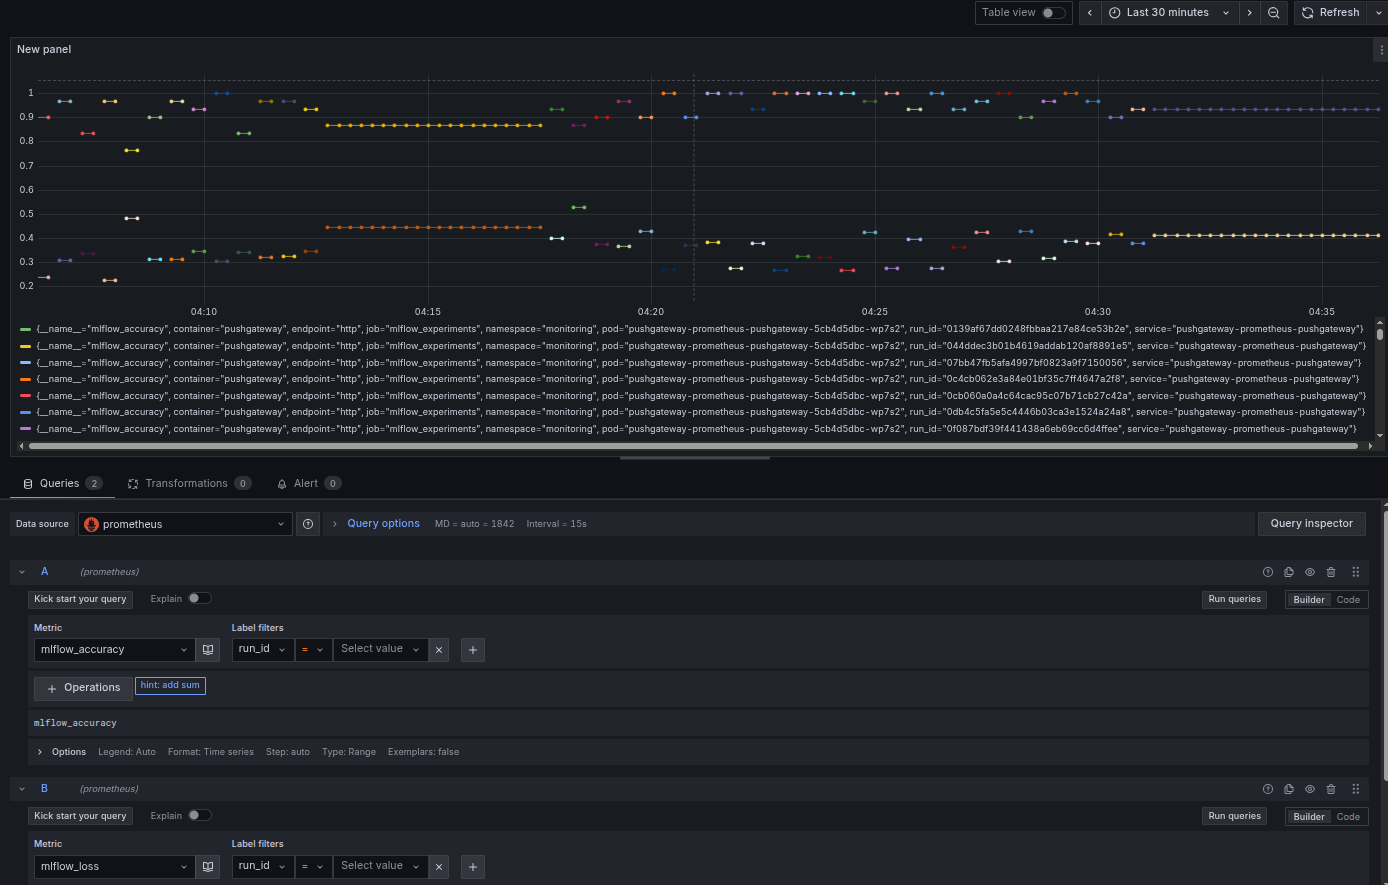 Table view
Last 30 minutes
Refresh
New panel
1
0.9
0.8
0.7
0.6
0.5
0.4
0.3
0.2
04:10 04:15 04:20 04:25 04:30 04:35
{__name__="mlflow_accuracy", container="pushgateway", endpoint="http", job="mlflow_experiments", namespace="monitoring", pod="pushgateway-prometheus-pushgateway-5cb4d5dbc-wp7s2", run_id="0139af67dd0248fbbaa217e84ce53b2e", service="pushgateway-prometheus-pushgateway"}
{__name__="mlflow_accuracy", container="pushgateway", endpoint="http", job="mlflow_experiments", namespace="monitoring", pod="pushgateway-prometheus-pushgateway-5cb4d5dbc-wp7s2", run_id="044ddec3b01b4619addab120af8891e5", service="pushgateway-prometheus-pushgateway"}
{__name__="mlflow_accuracy", container="pushgateway", endpoint="http", job="mlflow_experiments", namespace="monitoring", pod="pushgateway-prometheus-pushgateway-5cb4d5dbc-wp7s2", run_id="07bb47fb5afa4997bf0823a9f7150056", service="pushgateway-prometheus-pushgateway"}
{__name__="mlflow_accuracy", container="pushgateway", endpoint="http", job="mlflow_experiments", namespace="monitoring", pod="pushgateway-prometheus-pushgateway-5cb4d5dbc-wp7s2", run_id="0c4cb062e3a84e01bf35c7ff4647a2f8", service="pushgateway-prometheus-pushgateway"}
{__name__="mlflow_accuracy", container="pushgateway", endpoint="http", job="mlflow_experiments", namespace="monitoring", pod="pushgateway-prometheus-pushgateway-5cb4d5dbc-wp7s2", run_id="0cb060a0a4c64cac95c07b71cb27c42a", service="pushgateway-prometheus-pushgateway"}
{__name__="mlflow_accuracy", container="pushgateway", endpoint="http", job="mlflow_experiments", namespace="monitoring", pod="pushgateway-prometheus-pushgateway-5cb4d5dbc-wp7s2", run_id="0db4c5fa5e5c4446b03ca3e1524a24a8", service="pushgateway-prometheus-pushgateway"}
{__name__="mlflow_accuracy", container="pushgateway", endpoint="http", job="mlflow_experiments", namespace="monitoring", pod="pushgateway-prometheus-pushgateway-5cb4d5dbc-wp7s2", run_id="0f087bdf39f441438a6eb69cc6d4ffee", service="pushgateway-prometheus-pushgateway"}
Queries 2 Transformations 0 Alert 0
Data source prometheus Query options MD = auto = 1842 Interval = 15s Query inspector
A (prometheus)
Kick start your query Explain Run queries Builder Code
Metric Label filters
mlflow_accuracy run_id = Select value
Operations hint: add sum
mlflow_accuracy
Options Legend: Auto Format: Time series Step: auto Type: Range Exemplars: false
B (prometheus)
Kick start your query Explain Run queries Builder Code
Metric Label filters
mlflow_loss run_id = Select value